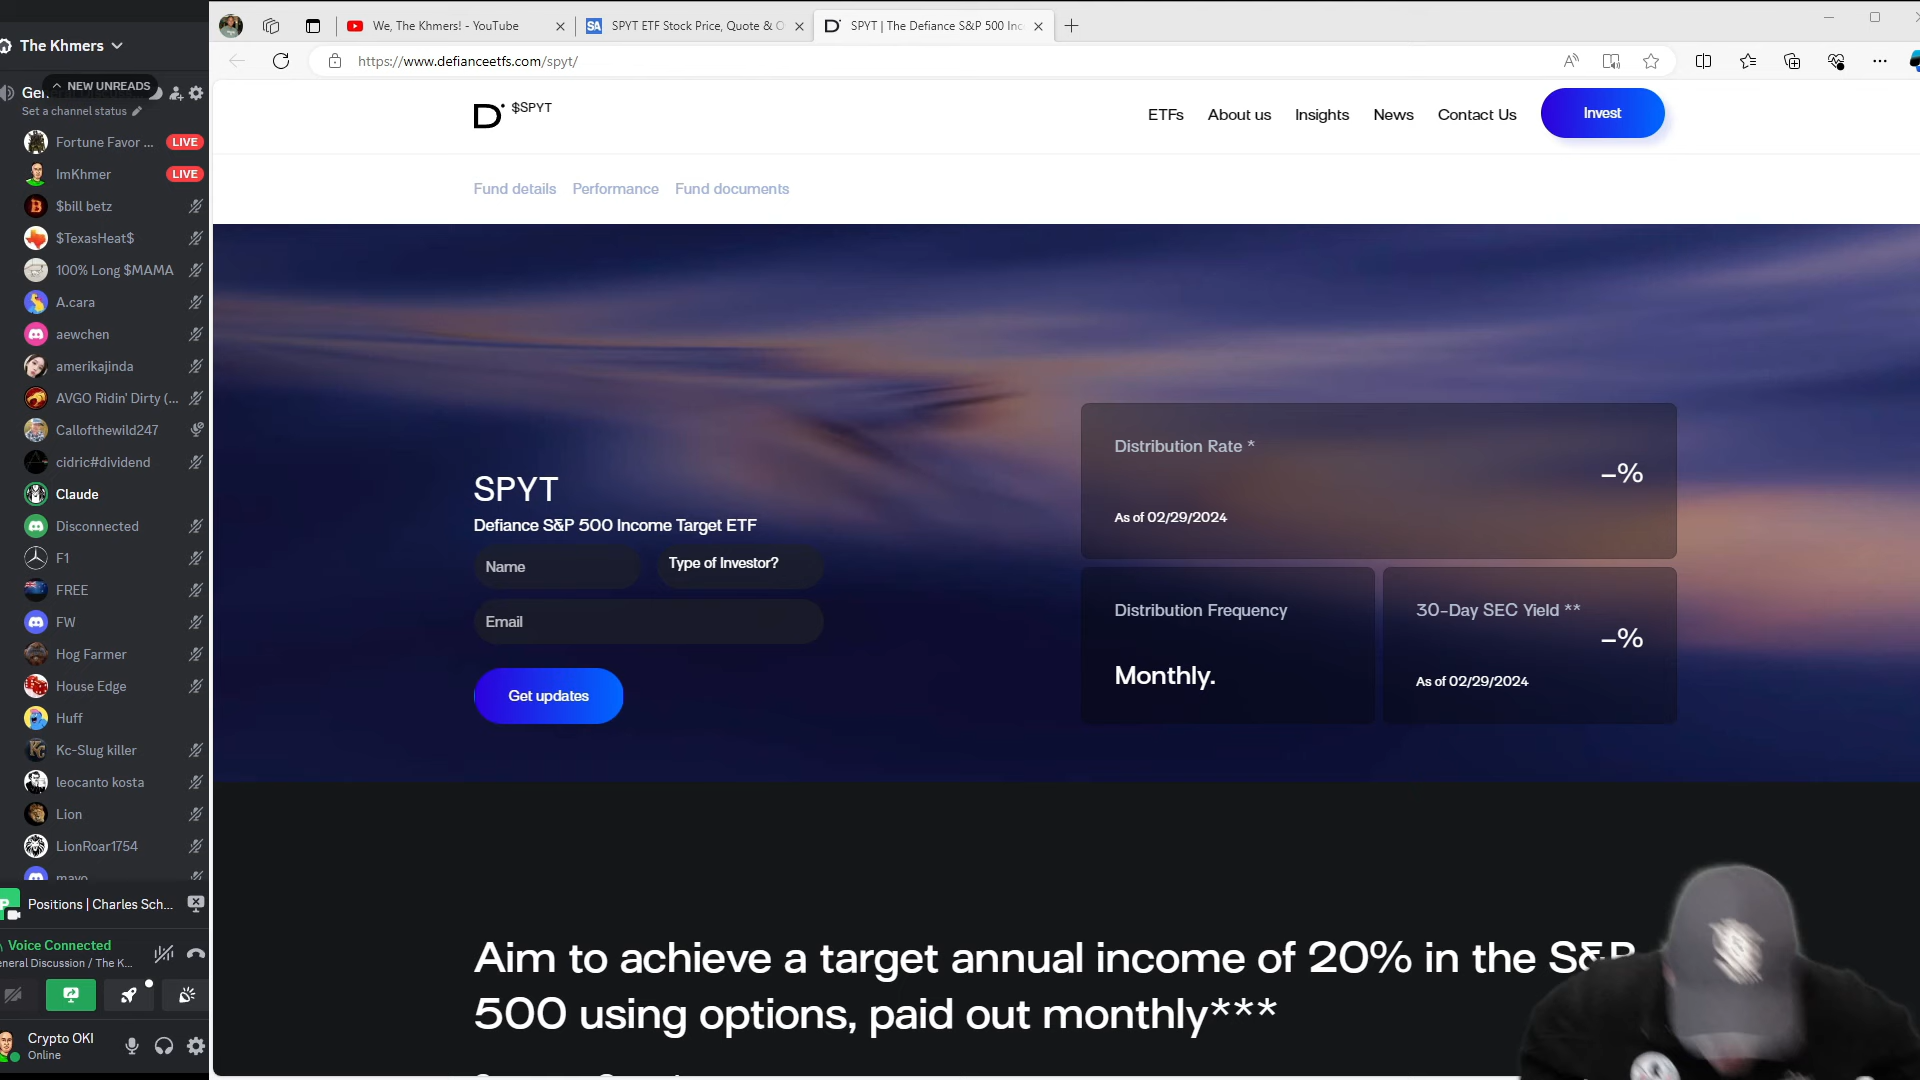 The Khmers
NEW UNREADS
Set a channel status
Fortune Favor ...
LIVE
ImKhmer
LIVE
$bill betz
$TexasHeat$
100% Long $MAMA
A.cara
aewchen
amerikajinda
AVGO Ridin' Dirty (...
Callofthewild247
cidric#dividend
Claude
Disconnected
F1
FREE
FW
Hog Farmer
House Edge
Huff
Kc-Slug killer
leocanto kosta
Lion
LionRoar1754
mayo
Positions | Charles Sch...
Voice Connected
eneral Discussion / The K...
Crypto OKI
Online
We, The Khmers! - YouTube
SA
SPYT ETF Stock Price, Quote & O
SPYT | The Defiance S&P 500 Inc
https://www.defianceetfs.com/spyt/
D $SPYT
ETFs
About us
Insights
News
Contact Us
Invest
Fund details
Performance
Fund documents
SPYT
Defiance S&P 500 Income Target ETF
Name
Type of Investor?
Email
Get updates
Distribution Rate *
–%
As of 02/29/2024
Distribution Frequency
Monthly.
30-Day SEC Yield **
–%
As of 02/29/2024
Aim to achieve a target annual income of 20% in the S&P
500 using options, paid out monthly***